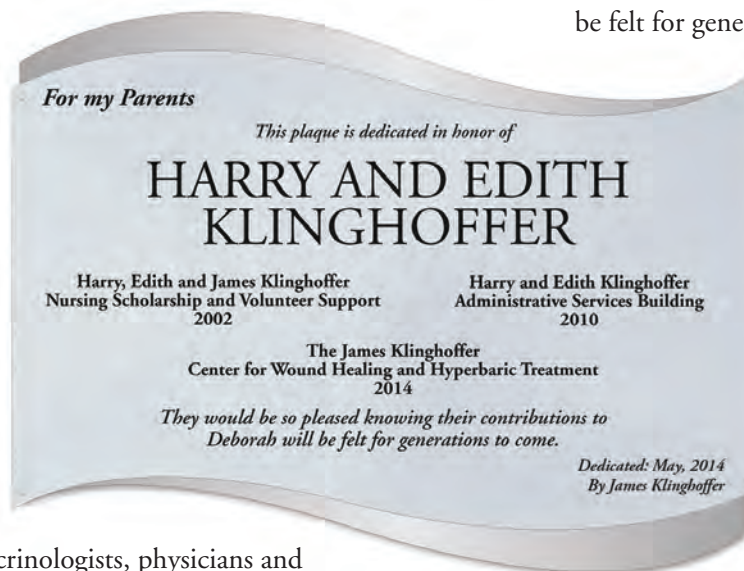 be felt for gene
For my Parents
This plaque is dedicated in honor of
HARRY AND EDITH
KLINGHOFFER
Harry, Edith and James Klinghoffer
Nursing Scholarship and Volunteer Support
2002
Harry and Edith Klinghoffer
Administrative Services Building
2010
The James Klinghoffer
Center for Wound Healing and Hyperbaric Treatment
2014
They would be so pleased knowing their contributions to
Deborah will be felt for generations to come.
Dedicated: May, 2014
By James Klinghoffer
crinologists, physicians and